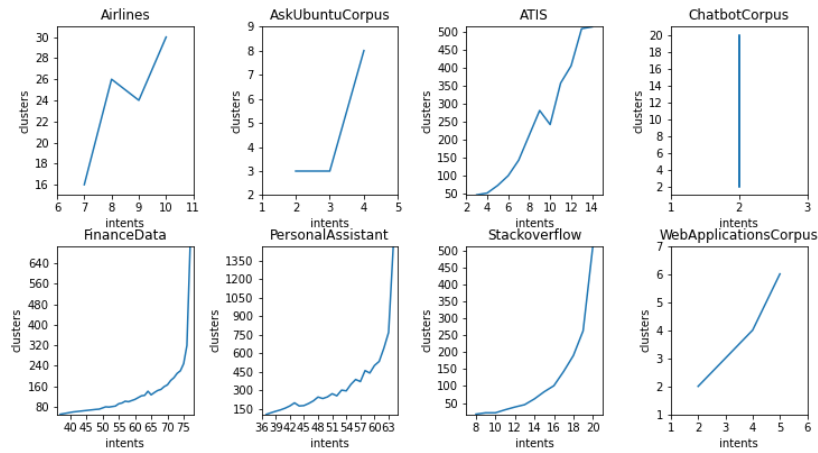 Airlines
30
28
26
24
22
20
18
16
clusters
6 7 8 9 10 11
intents
AskUbuntuCorpus
9
8
7
6
5
4
3
2
clusters
1 2 3 4 5
intents
ATIS
500
450
400
350
300
250
200
150
100
50
clusters
2 4 6 8 10 12 14
intents
ChatbotCorpus
20
18
16
14
12
10
8
6
4
2
clusters
1 2 3
intents
FinanceData
640
560
480
400
320
240
160
80
clusters
40 45 50 55 60 65 70 75
intents
PersonalAssistant
1350
1200
1050
900
750
600
450
300
150
clusters
36 39 42 45 48 51 54 57 60 63
intents
Stackoverflow
500
450
400
350
300
250
200
150
100
50
clusters
8 10 12 14 16 18 20
intents
WebApplicationsCorpus
7
6
5
4
3
2
1
clusters
1 2 3 4 5 6
intents